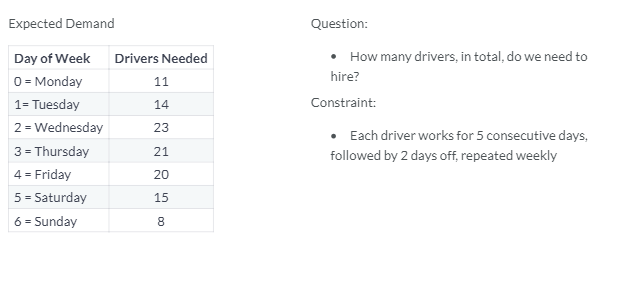 Expected Demand
Day of Week Drivers Needed
0 = Monday 11
1= Tuesday 14
2 = Wednesday 23
3 = Thursday 21
4 = Friday 20
5 = Saturday 15
6 = Sunday 8
Question:
• How many drivers, in total, do we need to
hire?
Constraint:
• Each driver works for 5 consecutive days,
followed by 2 days off, repeated weekly